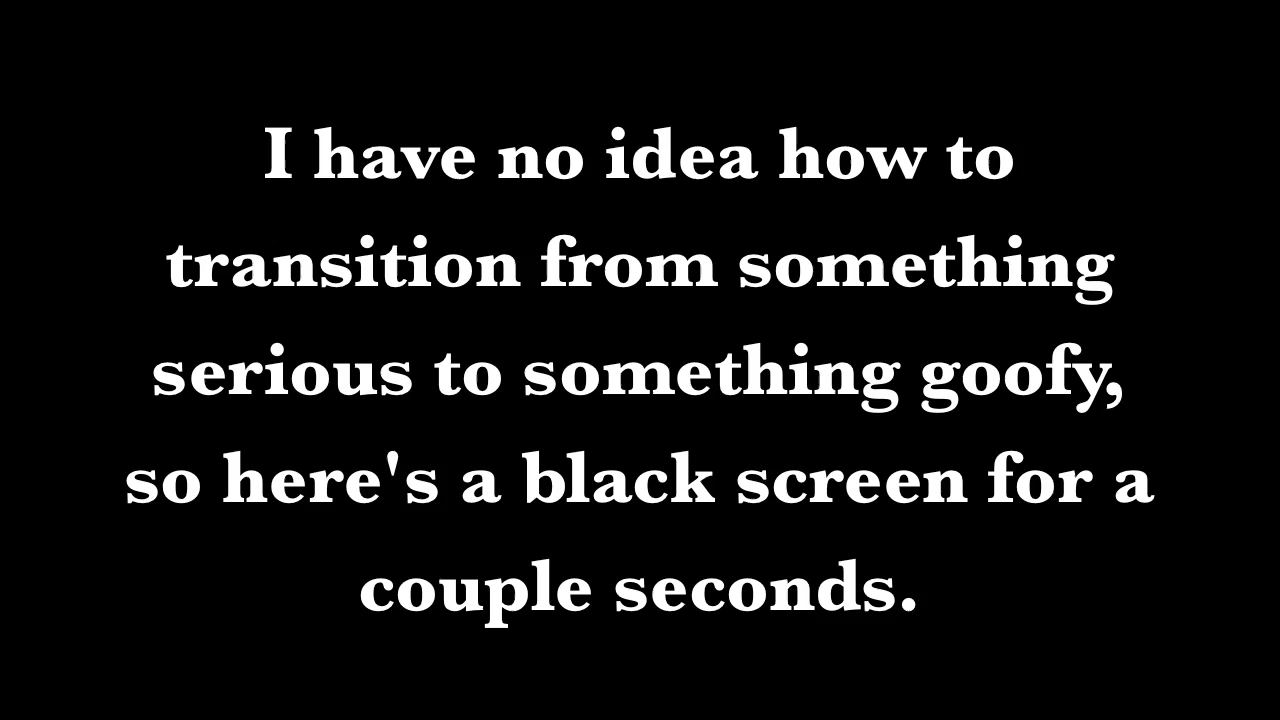 I have no idea how to
transition from something
serious to something goofy,
so here's a black screen for a
couple seconds.